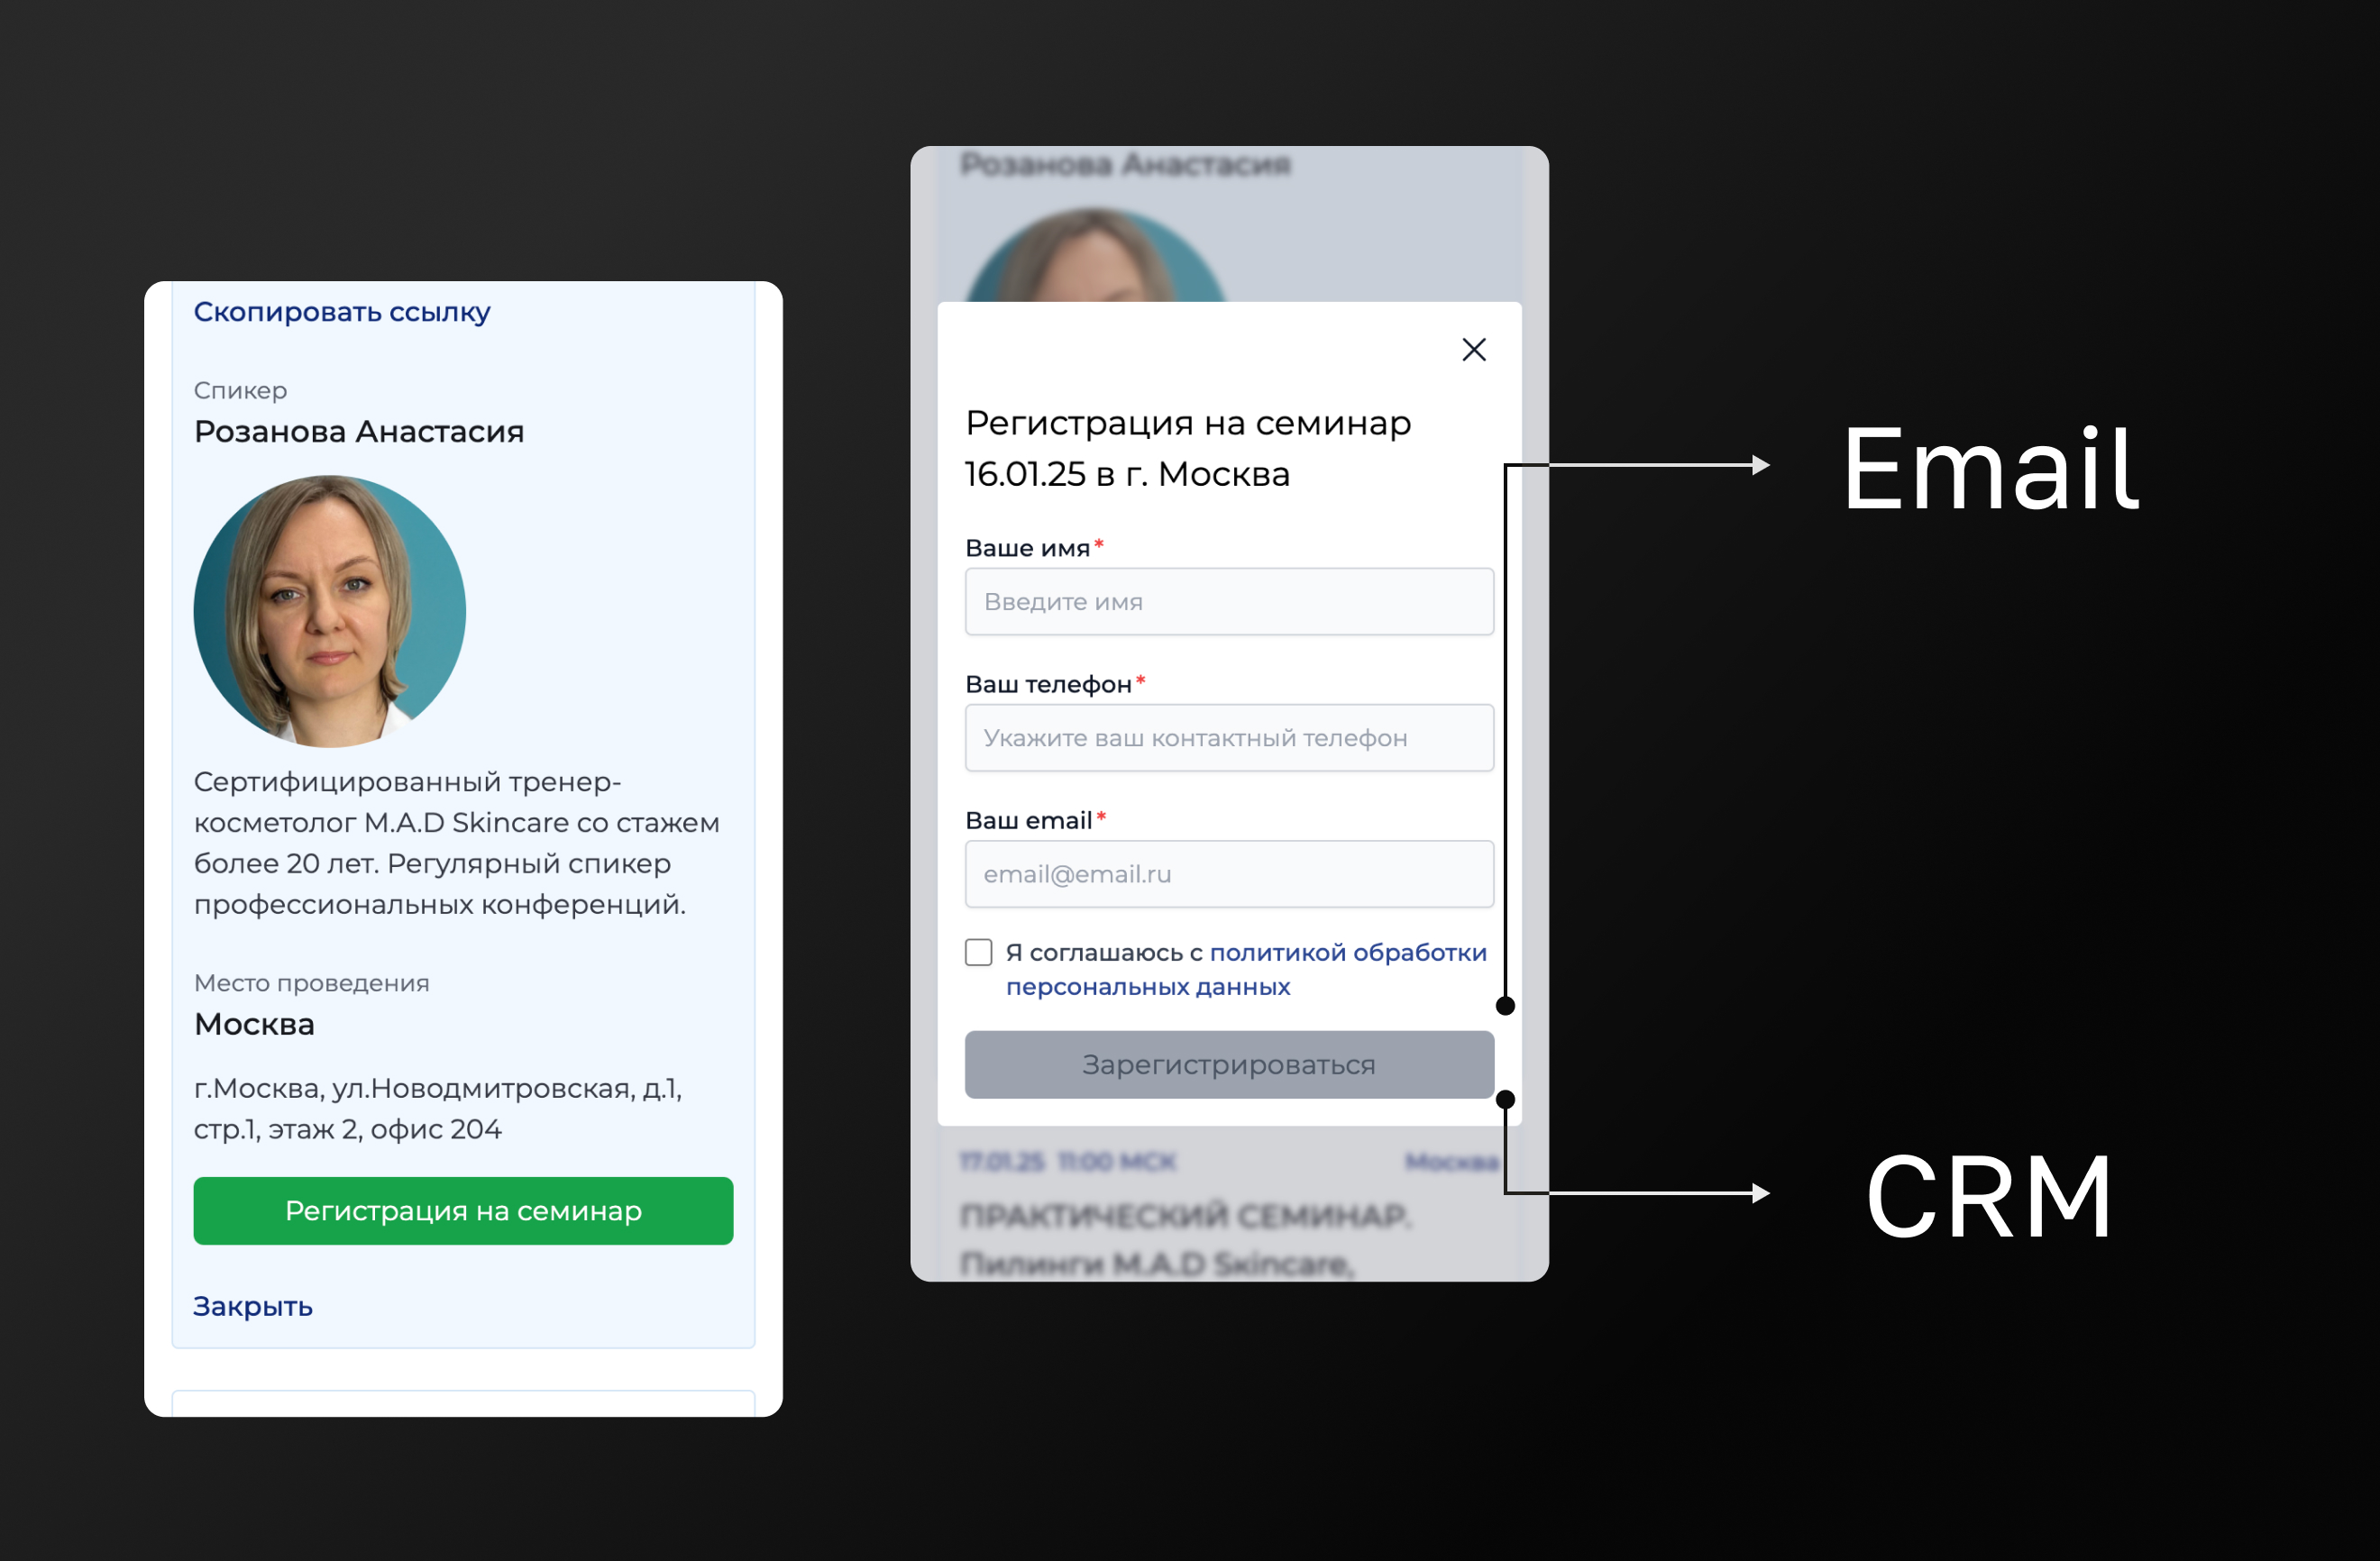 Скопировать ссылку
Спикер
Розанова Анастасия
Сертифицированный тренер-
косметолог M.A.D Skincare со стажем
более 20 лет. Регулярный спикер
профессиональных конференций.
Место проведения
Москва
г.Москва, ул.Новодмитровская, д.1,
стр.1, этаж 2, офис 204
Регистрация на семинар
Закрыть
Розанова Анастасия
Регистрация на семинар
16.01.25 в г. Москва
Ваше имя*
Введите имя
Ваш телефон*
Укажите ваш контактный телефон
Ваш email*
email@email.ru
Я соглашаюсь с политикой обработки
персональных данных
Зарегистрироваться
17.01.25 11:00 МСК Москва
ПРАКТИЧЕСКИЙ СЕМИНАР.
Пилинги M.A.D Skincare,
Email
CRM